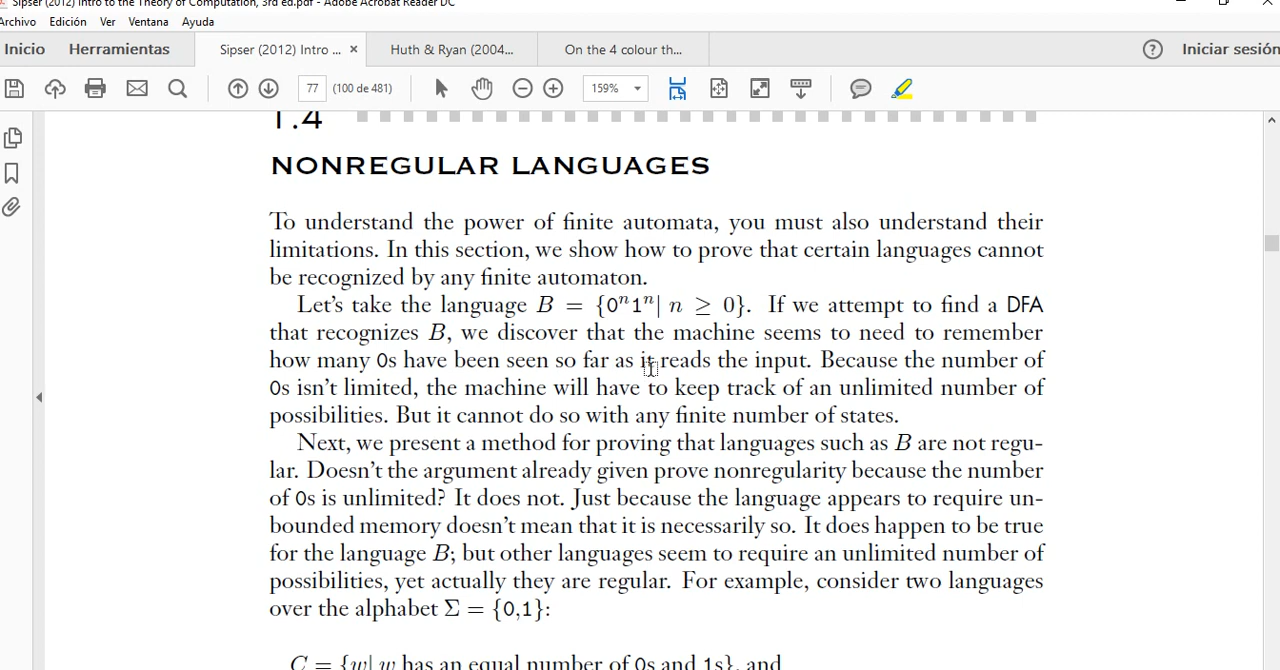 Sipser (2012) Intro to the Theory of Computation, 3rd ed.pdf - Adobe Acrobat Reader DC
Archivo Edición Ver Ventana Ayuda
Inicio Herramientas Sipser (2012) Intro ... × Huth & Ryan (2004... On the 4 colour th... ? Iniciar sesión
77 (100 de 481) 159%
1.4
NONREGULAR LANGUAGES
To understand the power of finite automata, you must also understand their
limitations. In this section, we show how to prove that certain languages cannot
be recognized by any finite automaton.
Let's take the language B = {0ⁿ1ⁿ| n ≥ 0}. If we attempt to find a DFA
that recognizes B, we discover that the machine seems to need to remember
how many 0s have been seen so far as it reads the input. Because the number of
0s isn't limited, the machine will have to keep track of an unlimited number of
possibilities. But it cannot do so with any finite number of states.
Next, we present a method for proving that languages such as B are not regu-
lar. Doesn't the argument already given prove nonregularity because the number
of 0s is unlimited? It does not. Just because the language appears to require un-
bounded memory doesn't mean that it is necessarily so. It does happen to be true
for the language B; but other languages seem to require an unlimited number of
possibilities, yet actually they are regular. For example, consider two languages
over the alphabet Σ = {0,1}:
C = {w| w has an equal number of 0s and 1s}, and